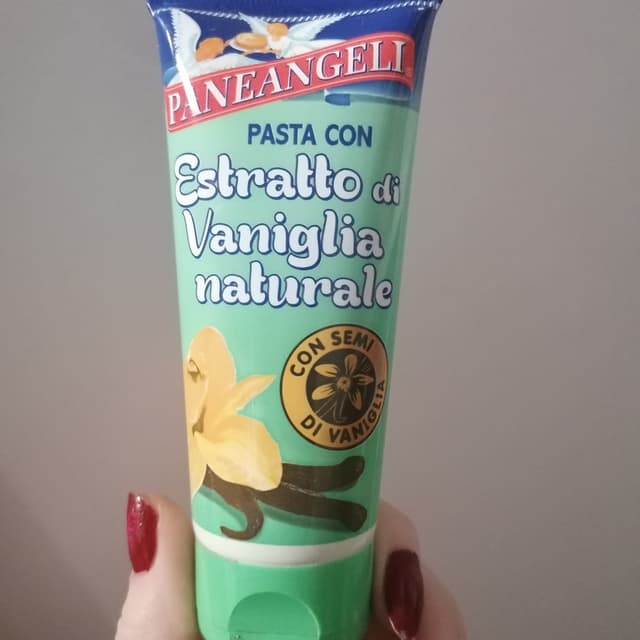 PANEANGELI
PASTA CON
Estratto di
Vaniglia
naturale
CON SEMI
DI VANIGLIA